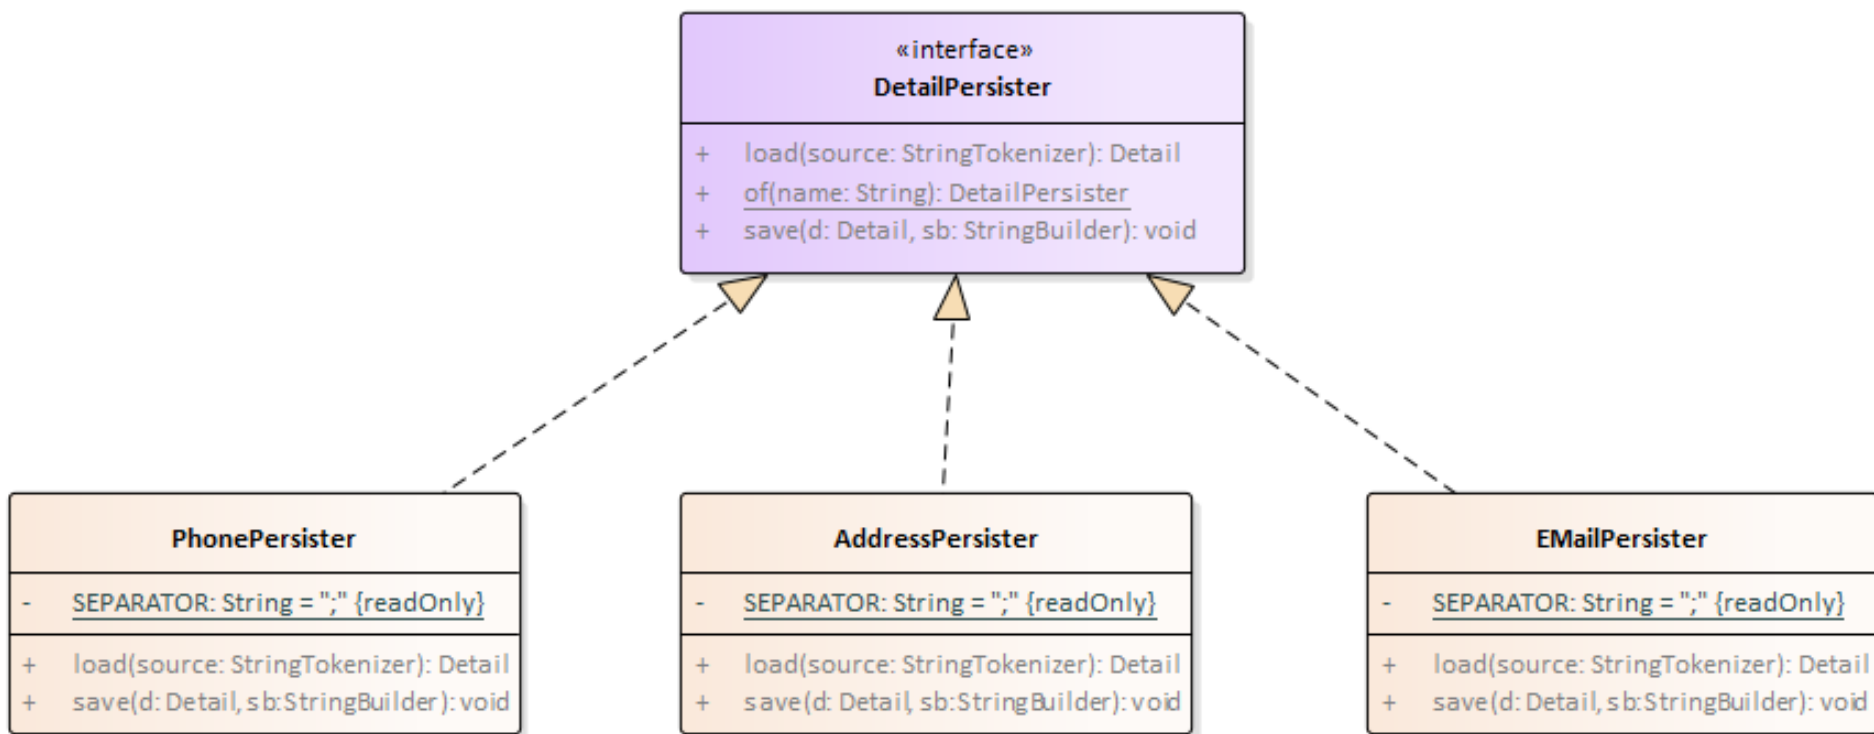 «interface»
DetailPersister
+ load(source: StringTokenizer): Detail
+ of(name: String): DetailPersister
+ save(d: Detail, sb: StringBuilder): void
PhonePersister
- SEPARATOR: String = ";" {readOnly}
+ load(source: StringTokenizer): Detail
+ save(d: Detail, sb:StringBuilder): void
AddressPersister
- SEPARATOR: String = ";" {readOnly}
+ load(source: StringTokenizer): Detail
+ save(d: Detail, sb:StringBuilder): void
EMailPersister
- SEPARATOR: String = ";" {readOnly}
+ load(source: StringTokenizer): Detail
+ save(d: Detail, sb:StringBuilder): void